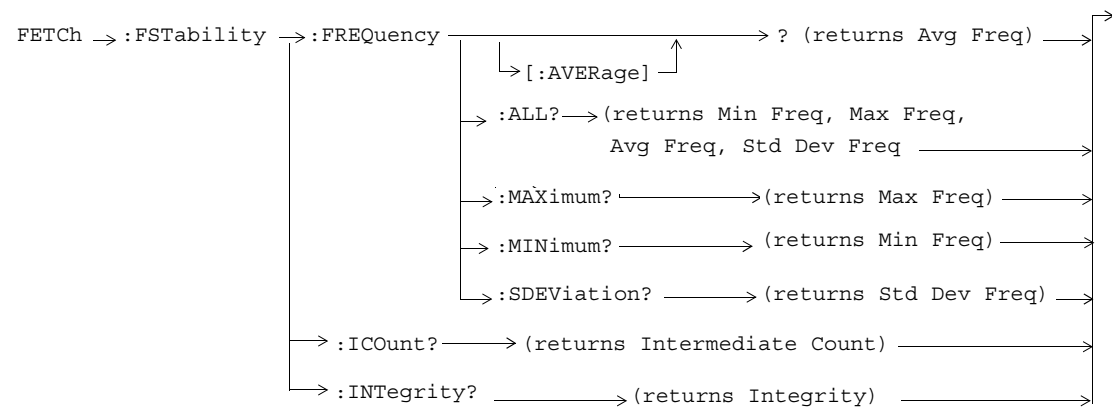 FETCh :FSTability :FREQuency ? (returns Avg Freq)
[:AVERage]
:ALL? (returns Min Freq, Max Freq,
Avg Freq, Std Dev Freq
:MAXimum? (returns Max Freq)
:MINimum? (returns Min Freq)
:SDEViation? (returns Std Dev Freq)
:ICOunt? (returns Intermediate Count)
:INTegrity? (returns Integrity)